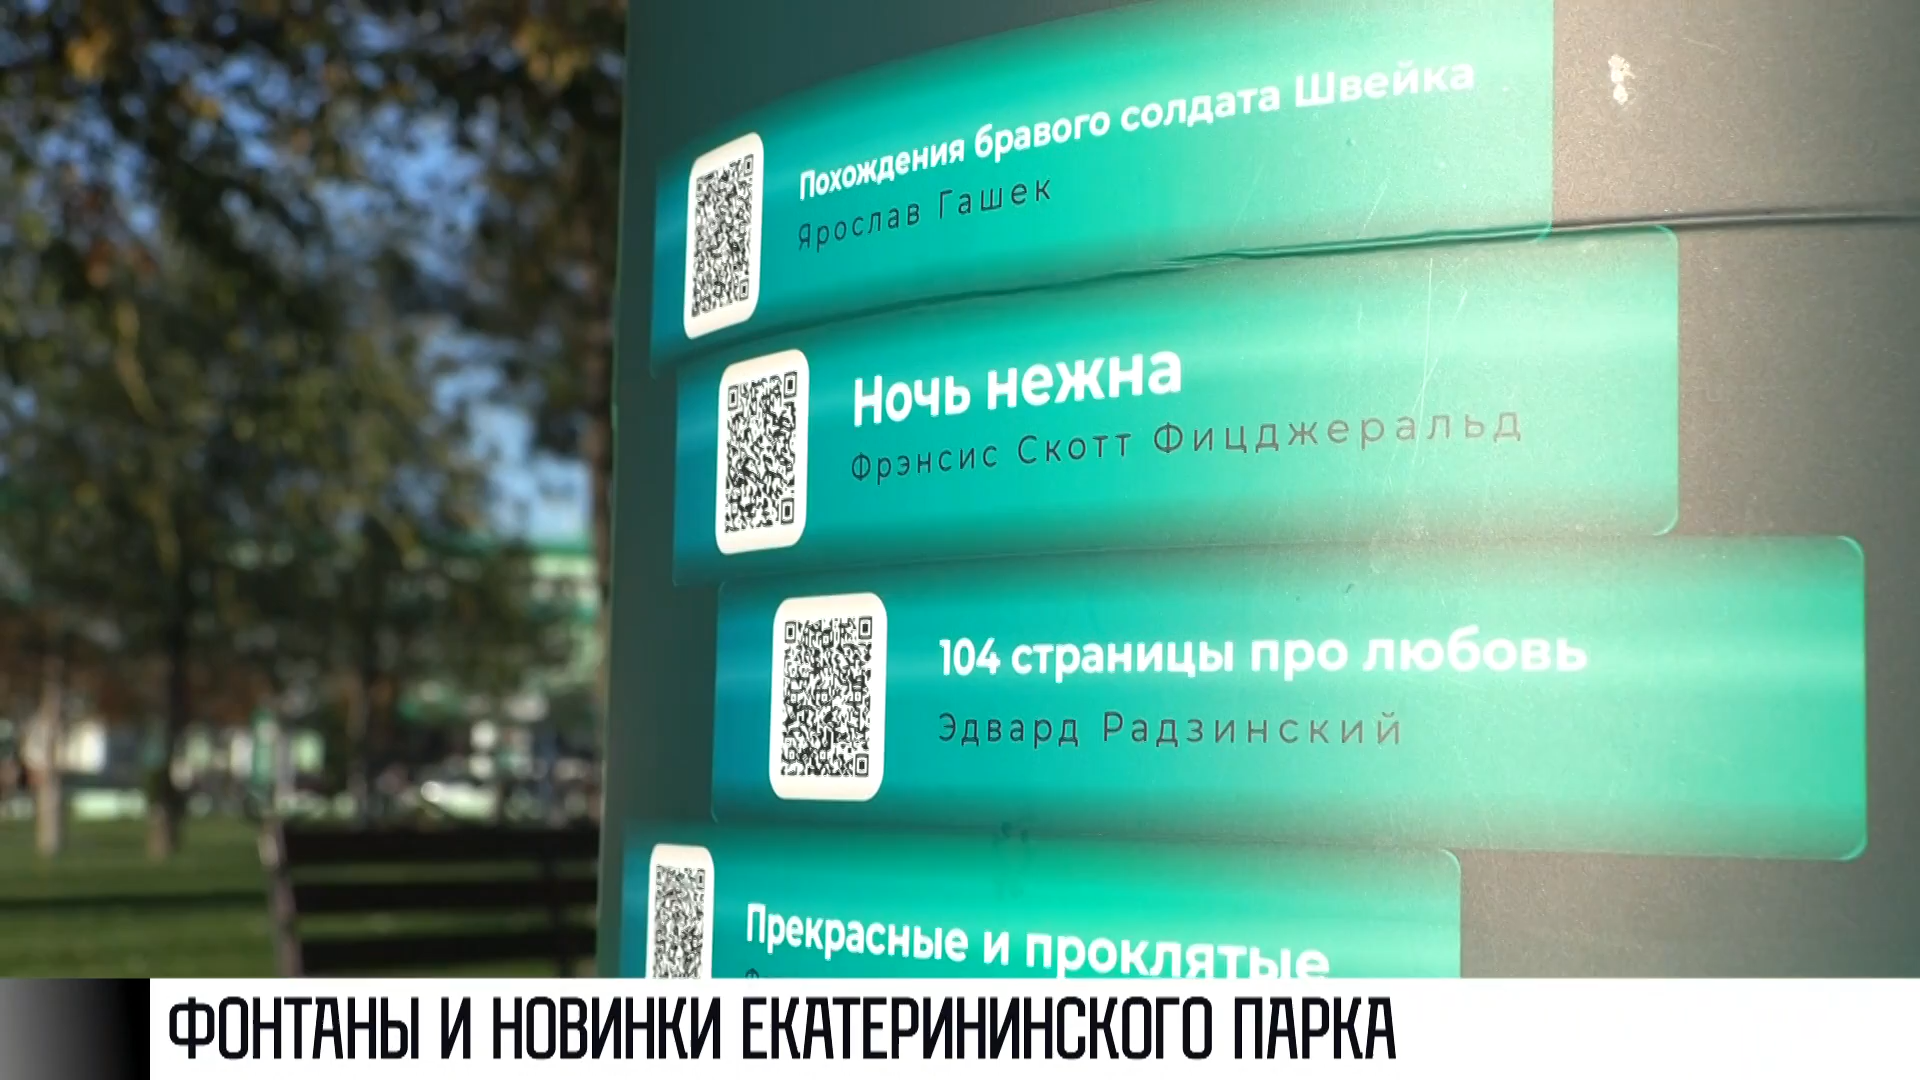 Похождения бравого солдата Швейка
Ярослав Гашек
Ночь нежна
Фрэнсис Скотт Фицджеральд
104 страницы про любовь
Эдвард Радзинский
Прекрасные и проклятые
ФОНТАНЫ И НОВИНКИ ЕКАТЕРИНИНСКОГО ПАРКА